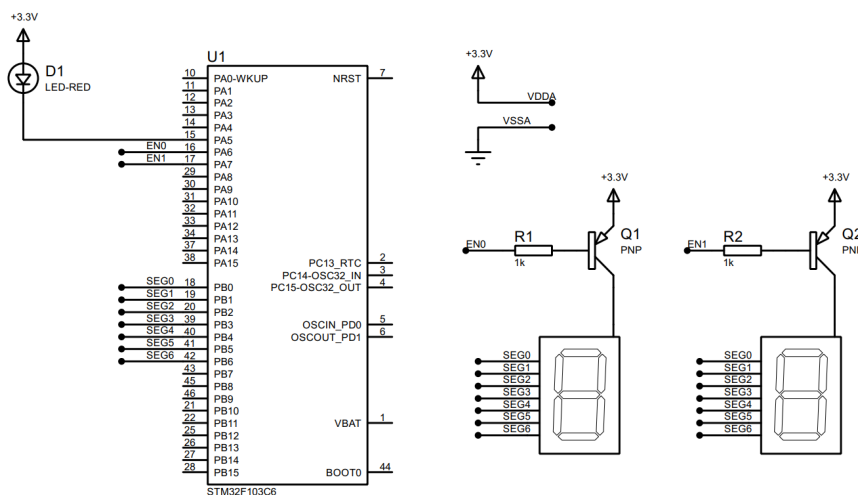 +3.3V
D1
LED-RED
U1
10 PA0-WKUP NRST 7
11 PA1
12 PA2
13 PA3
14 PA4
15 PA5
EN0 16 PA6
EN1 17 PA7
29 PA8
30 PA9
31 PA10
32 PA11
33 PA12
34 PA13
37 PA14
38 PA15
PC13_RTC 2
PC14-OSC32_IN 3
PC15-OSC32_OUT 4
SEG0 18 PB0
SEG1 19 PB1
SEG2 20 PB2
SEG3 39 PB3
SEG4 40 PB4
SEG5 41 PB5
SEG6 42 PB6
43 PB7
45 PB8
46 PB9
21 PB10
22 PB11
25 PB12
26 PB13
27 PB14
28 PB15
OSCIN_PD0 5
OSCOUT_PD1 6
VBAT 1
BOOT0 44
STM32F103C6
+3.3V
VDDA
VSSA
+3.3V
EN0
R1
1k
Q1
PNP
SEG0
SEG1
SEG2
SEG3
SEG4
SEG5
SEG6
+3.3V
EN1
R2
1k
Q2
PNP
SEG0
SEG1
SEG2
SEG3
SEG4
SEG5
SEG6